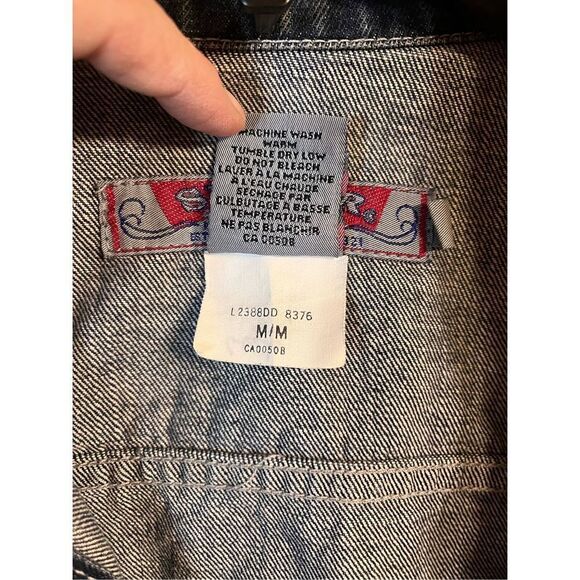 MACHINE WASH
WARM
TUMBLE DRY LOW
DO NOT BLEACH
LAVER À LA MACHINE
À L'EAU CHAUDE
SECHAGE PAR
CULBUTAGE À BASSE
TEMPERATURE
NE PAS BLANCHIR
CA 00508
L2388DD 8376
M/M
CA00508